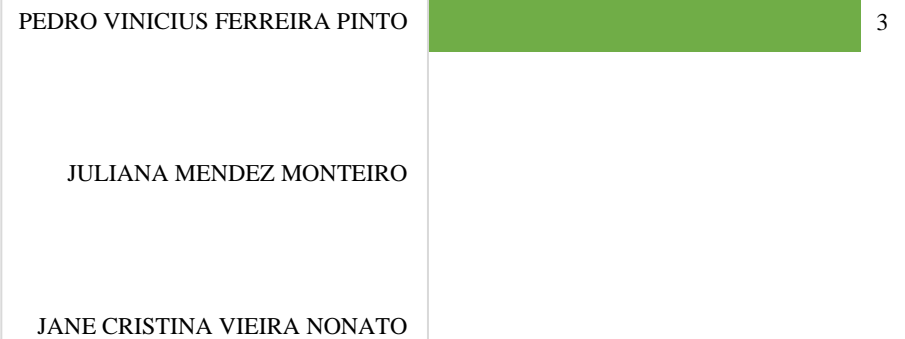 PEDRO VINICIUS FERREIRA PINTO 3
JULIANA MENDEZ MONTEIRO
JANE CRISTINA VIEIRA NONATO